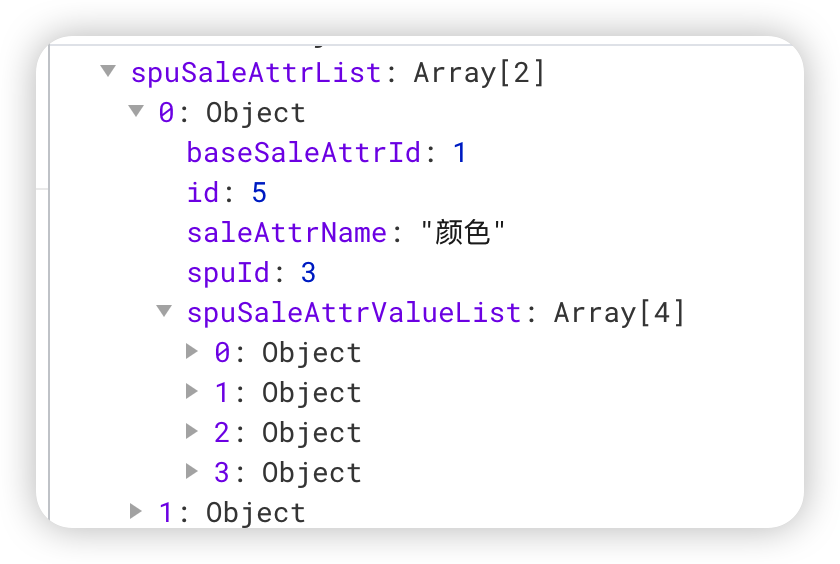 spuSaleAttrList: Array[2]
0: Object
baseSaleAttrId: 1
id: 5
saleAttrName: "颜色"
spuId: 3
spuSaleAttrValueList: Array[4]
0: Object
1: Object
2: Object
3: Object
1: Object